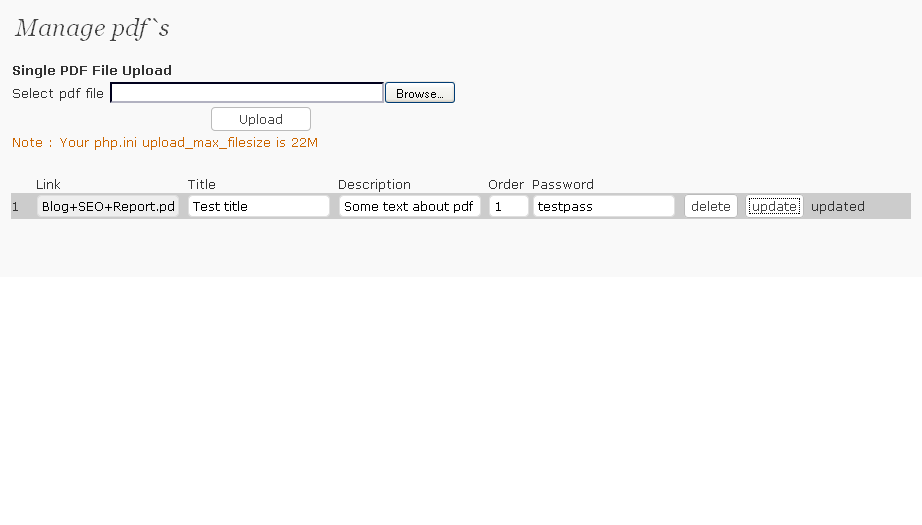 Manage pdf`s
Single PDF File Upload
Select pdf file Browse...
Upload
Note : Your php.ini upload_max_filesize is 22M
Link Title Description Order Password
1 Blog+SEO+Report.pd Test title Some text about pdf 1 testpass delete update updated